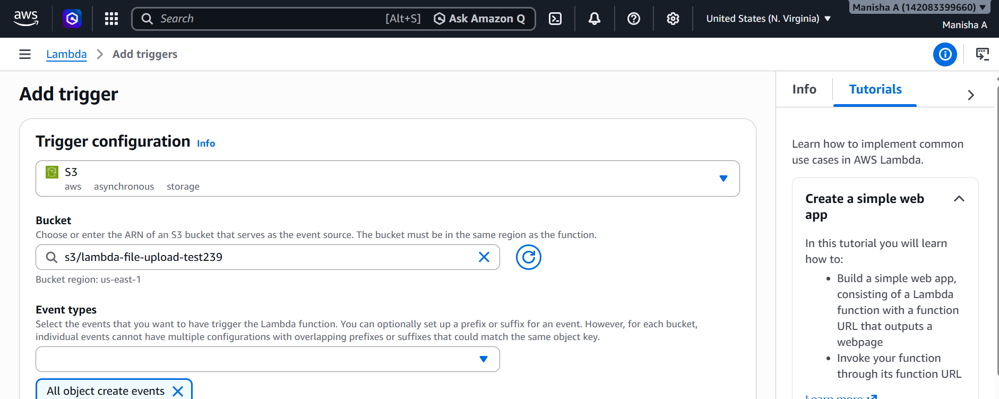 aws
Search
[Alt+S]
Ask Amazon Q
United States (N. Virginia)
Manisha A (142083399660)
Manisha A
Lambda
Add triggers
Add trigger
Trigger configuration Info
S3
aws asynchronous storage
Bucket
Choose or enter the ARN of an S3 bucket that serves as the event source. The bucket must be in the same region as the function.
s3/lambda-file-upload-test239
Bucket region: us-east-1
Event types
Select the events that you want to have trigger the Lambda function. You can optionally set up a prefix or suffix for an event. However, for each bucket,
individual events cannot have multiple configurations with overlapping prefixes or suffixes that could match the same object key.
All object create events
Info
Tutorials
Learn how to implement common
use cases in AWS Lambda.
Create a simple web
app
In this tutorial you will learn
how to:
• Build a simple web app,
consisting of a Lambda
function with a function
URL that outputs a
webpage
• Invoke your function
through its function URL
Learn more